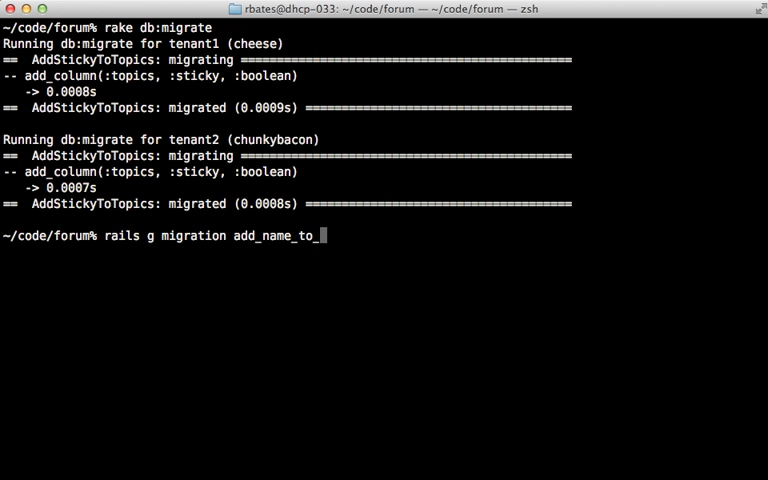 rbates@dhcp-033: ~/code/forum — ~/code/forum — zsh
~/code/forum% rake db:migrate
Running db:migrate for tenant1 (cheese)
==  AddStickyToTopics: migrating ==============================================
-- add_column(:topics, :sticky, :boolean)
   -> 0.0008s
==  AddStickyToTopics: migrated (0.0009s) =====================================
Running db:migrate for tenant2 (chunkybacon)
==  AddStickyToTopics: migrating ==============================================
-- add_column(:topics, :sticky, :boolean)
   -> 0.0007s
==  AddStickyToTopics: migrated (0.0008s) =====================================
~/code/forum% rails g migration add_name_to_